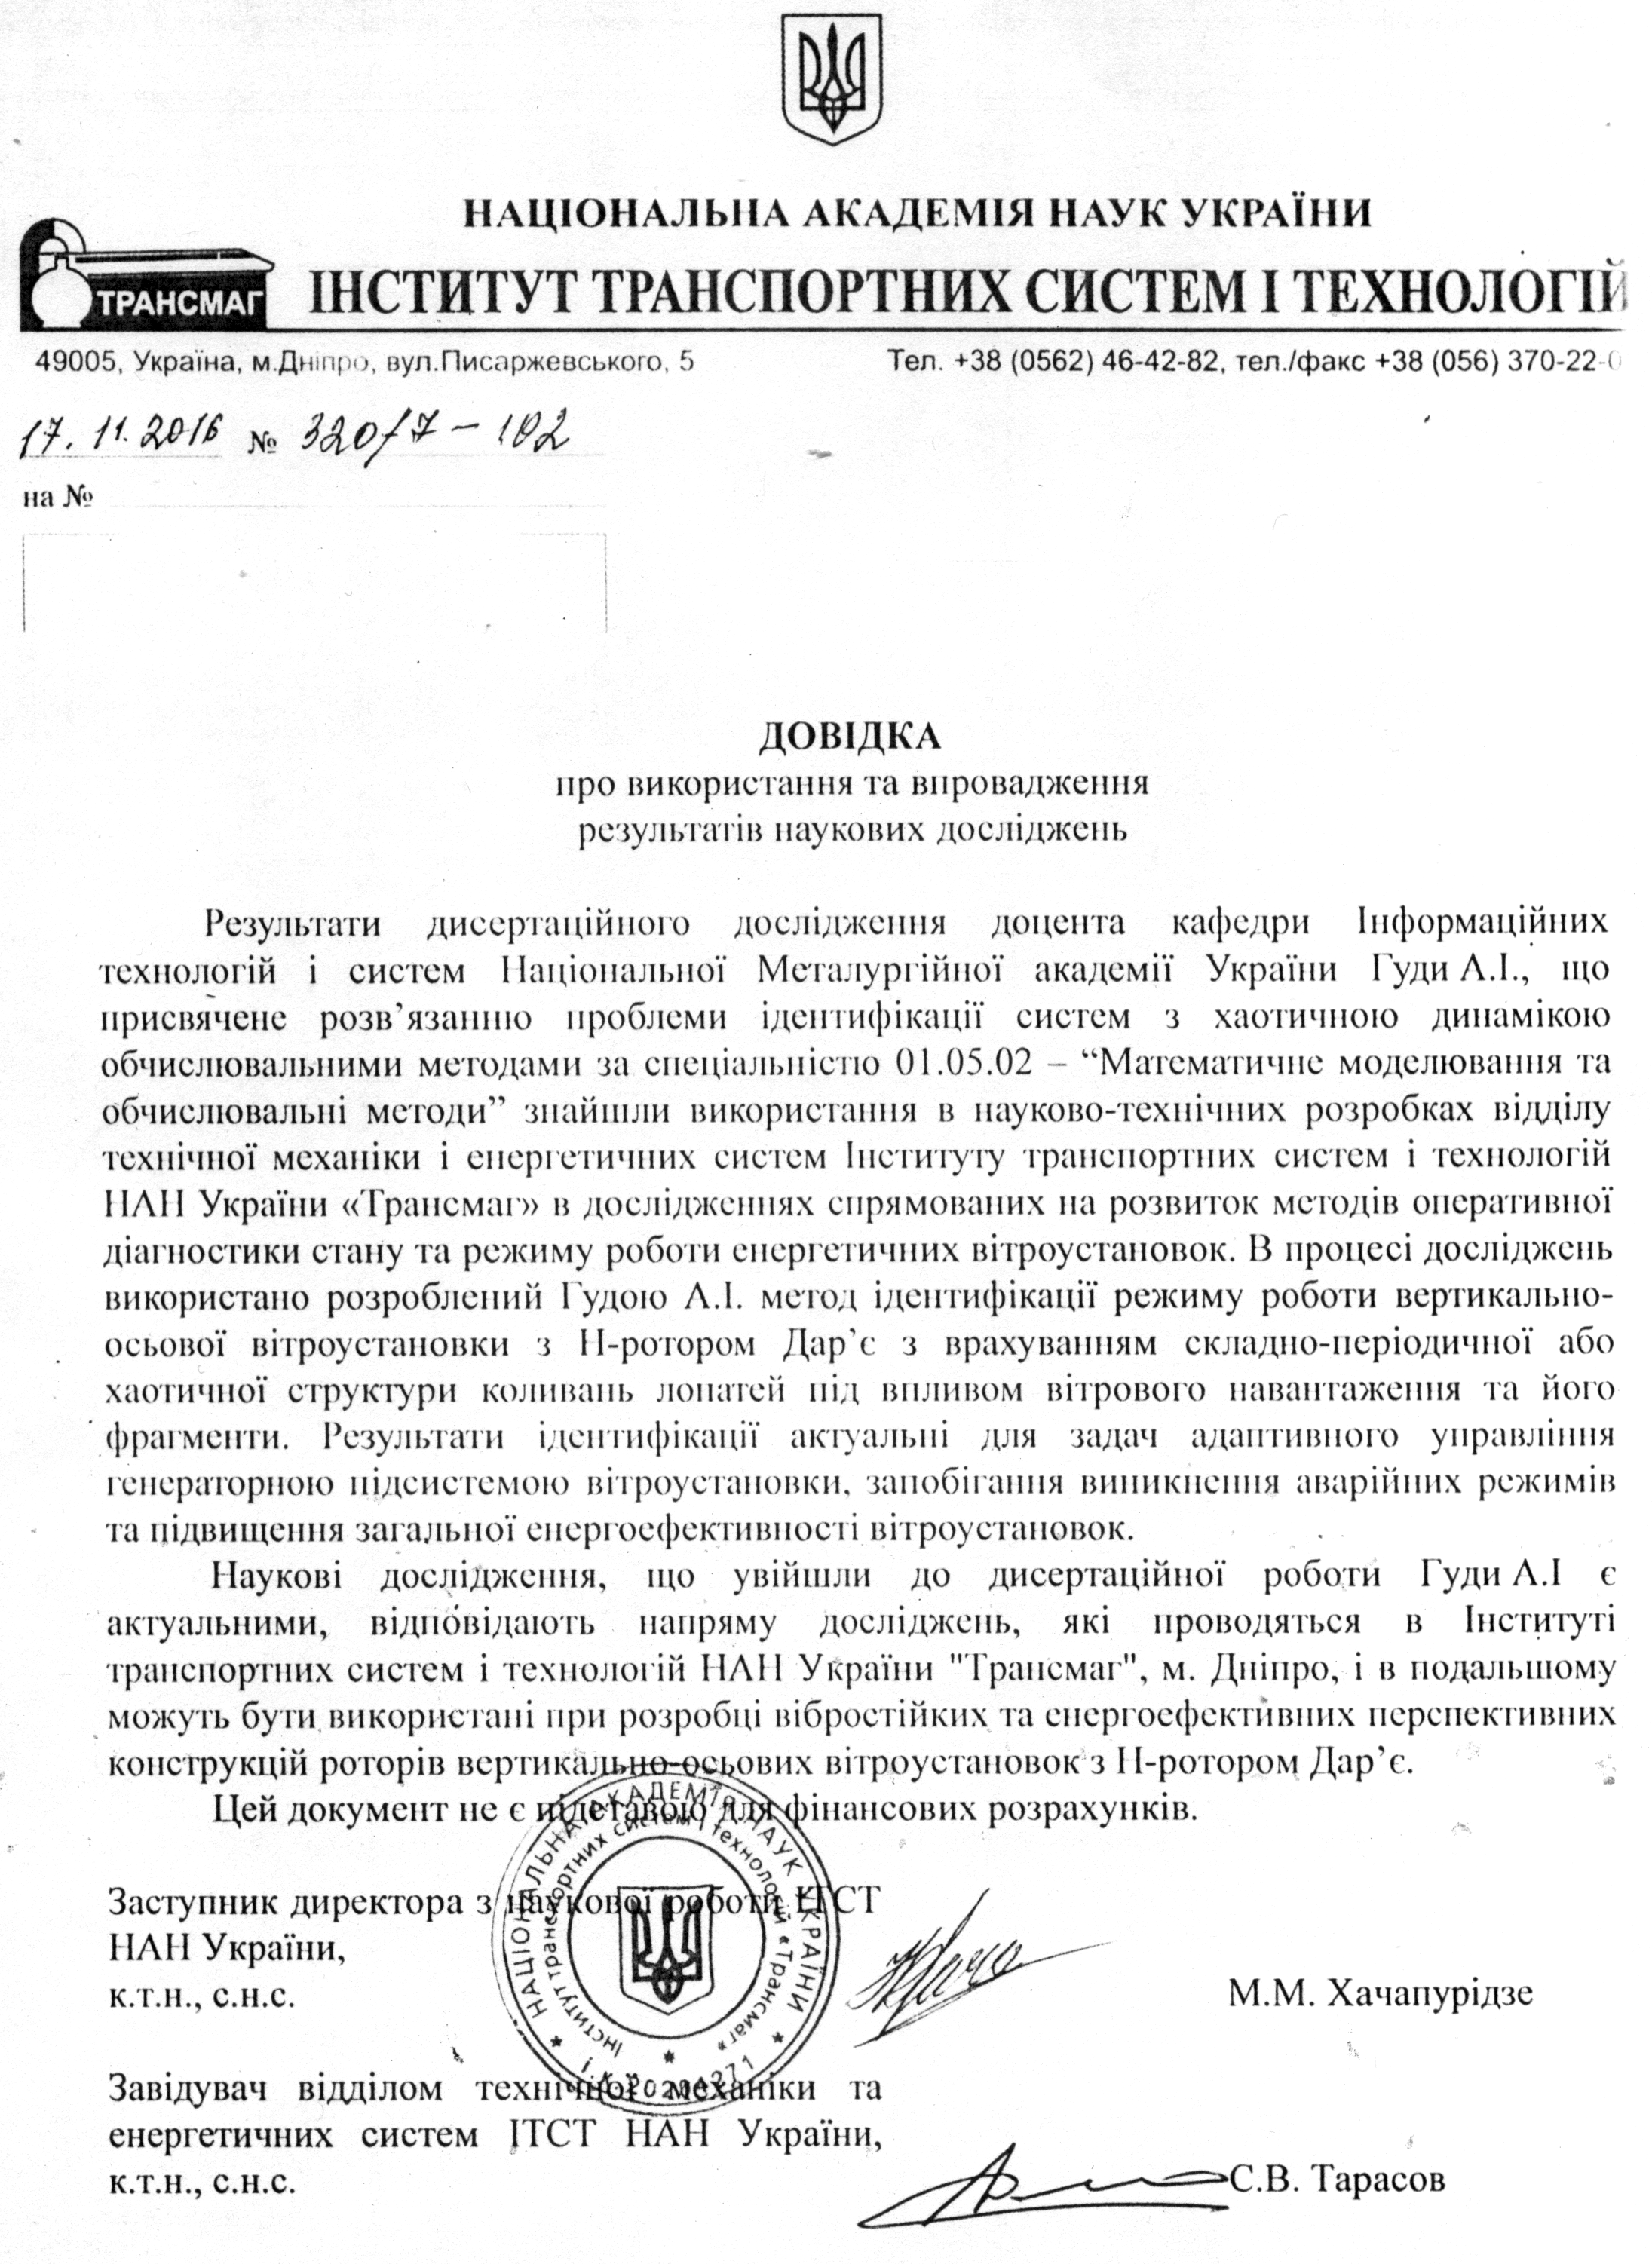 НАЦІОНАЛЬНА АКАДЕМІЯ НАУК УКРАЇНИ
ТРАНСМАГ
ІНСТИТУТ ТРАНСПОРТНИХ СИСТЕМ І ТЕХНОЛОГІЙ
49005, Україна, м.Дніпро, вул.Писаржевського, 5
Тел. +38 (0562) 46-42-82, тел./факс +38 (056) 370-22-0
17.11.2016 № 320/7-102
на №
ДОВІДКА
про використання та впровадження
результатів наукових досліджень
Результати дисертаційного дослідження доцента кафедри Інформаційних
технологій і систем Національної Металургійної академії України Гуди А.І., що
присвячене розв’язанню проблеми ідентифікації систем з хаотичною динамікою
обчислювальними методами за спеціальністю 01.05.02 – “Математичне моделювання та
обчислювальні методи” знайшли використання в науково-технічних розробках відділу
технічної механіки і енергетичних систем Інституту транспортних систем і технологій
НАН України «Трансмаг» в дослідженнях спрямованих на розвиток методів оперативної
діагностики стану та режиму роботи енергетичних вітроустановок. В процесі досліджень
використано розроблений Гудою А.І. метод ідентифікації режиму роботи вертикально-
осьової вітроустановки з Н-ротором Дар’є з врахуванням складно-періодичної або
хаотичної структури коливань лопатей під впливом вітрового навантаження та його
фрагменти. Результати ідентифікації актуальні для задач адаптивного управління
генераторною підсистемою вітроустановки, запобігання виникнення аварійних режимів
та підвищення загальної енергоефективності вітроустановок.
Наукові дослідження, що увійшли до дисертаційної роботи Гуди А.І є
актуальними, відповідають напряму досліджень, які проводяться в Інституті
транспортних систем і технологій НАН України "Трансмаг", м. Дніпро, і в подальшому
можуть бути використані при розробці вібростійких та енергоефективних перспективних
конструкцій роторів вертикально-осьових вітроустановок з Н-ротором Дар’є.
Цей документ не є підставою для фінансових розрахунків.
Заступник директора з наукової роботи ІТСТ
НАН України,
к.т.н., с.н.с.
М.М. Хачапурідзе
НАЦІОНАЛЬНА АКАДЕМІЯ НАУК УКРАЇНИ
Інститут транспортних систем і технологій «Трансмаг»
Завідувач відділом технічної механіки та
енергетичних систем ІТСТ НАН України,
к.т.н., с.н.с.
С.В. Тарасов